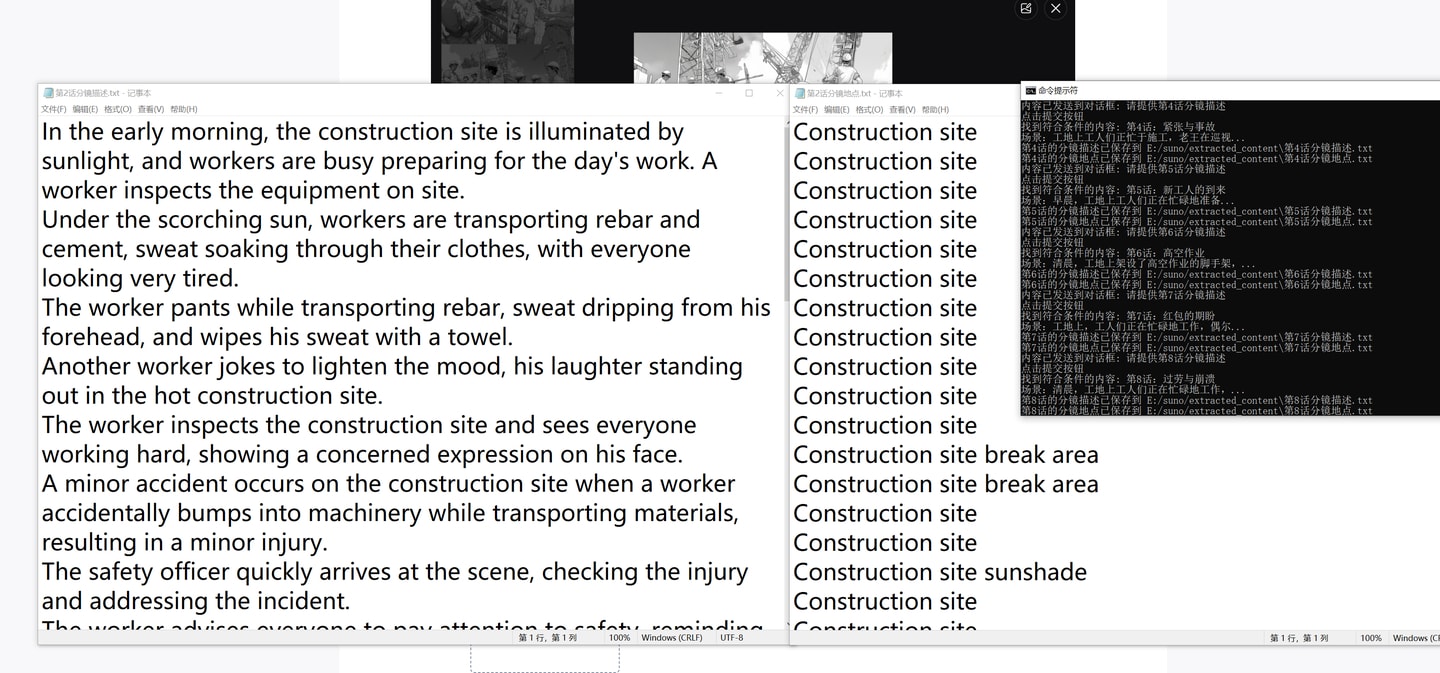 第2话分镜描述.txt - 记事本
文件(F) 编辑(E) 格式(O) 查看(V) 帮助(H)
In the early morning, the construction site is illuminated by
sunlight, and workers are busy preparing for the day's work. A
worker inspects the equipment on site.
Under the scorching sun, workers are transporting rebar and
cement, sweat soaking through their clothes, with everyone
looking very tired.
The worker pants while transporting rebar, sweat dripping from his
forehead, and wipes his sweat with a towel.
Another worker jokes to lighten the mood, his laughter standing
out in the hot construction site.
The worker inspects the construction site and sees everyone
working hard, showing a concerned expression on his face.
A minor accident occurs on the construction site when a worker
accidentally bumps into machinery while transporting materials,
resulting in a minor injury.
The safety officer quickly arrives at the scene, checking the injury
and addressing the incident.
The worker advises everyone to pay attention to safety, reminding
第 1 行，第 1 列 100% Windows (CRLF) UTF-8
第2话分镜地点.txt - 记事本
文件(F) 编辑(E) 格式(O) 查看(V) 帮助(H)
Construction site
Construction site
Construction site
Construction site
Construction site
Construction site
Construction site
Construction site
Construction site
Construction site
Construction site
Construction site break area
Construction site break area
Construction site
Construction site
Construction site sunshade
Construction site
Construction site
第 1 行，第 1 列 100% Windows (CR
命令提示符
内容已发送到对话框: 请提供第4话分镜描述
点击提交按钮
找到符合条件的内容: 第4话：紧张与事故
场景：工地上工人们正忙于施工，老王在巡视...
第4话的分镜描述已保存到 E:/suno/extracted_content\第4话分镜描述.txt
第4话的分镜地点已保存到 E:/suno/extracted_content\第4话分镜地点.txt
内容已发送到对话框: 请提供第5话分镜描述
点击提交按钮
找到符合条件的内容: 第5话：新工人的到来
场景：早晨，工地上工人们正在忙碌地准备...
第5话的分镜描述已保存到 E:/suno/extracted_content\第5话分镜描述.txt
第5话的分镜地点已保存到 E:/suno/extracted_content\第5话分镜地点.txt
内容已发送到对话框: 请提供第6话分镜描述
点击提交按钮
找到符合条件的内容: 第6话：高空作业
场景：清晨，工地上架设了高空作业的脚手架，...
第6话的分镜描述已保存到 E:/suno/extracted_content\第6话分镜描述.txt
第6话的分镜地点已保存到 E:/suno/extracted_content\第6话分镜地点.txt
内容已发送到对话框: 请提供第7话分镜描述
点击提交按钮
找到符合条件的内容: 第7话：红包的期盼
场景：工地上，工人们正在忙碌地工作，偶尔...
第7话的分镜描述已保存到 E:/suno/extracted_content\第7话分镜描述.txt
第7话的分镜地点已保存到 E:/suno/extracted_content\第7话分镜地点.txt
内容已发送到对话框: 请提供第8话分镜描述
点击提交按钮
找到符合条件的内容: 第8话：过劳与崩溃
场景：清晨，工地上工人们正在忙碌地工作，...
第8话的分镜描述已保存到 E:/suno/extracted_content\第8话分镜描述.txt
第8话的分镜地点已保存到 E:/suno/extracted_content\第8话分镜地点.txt